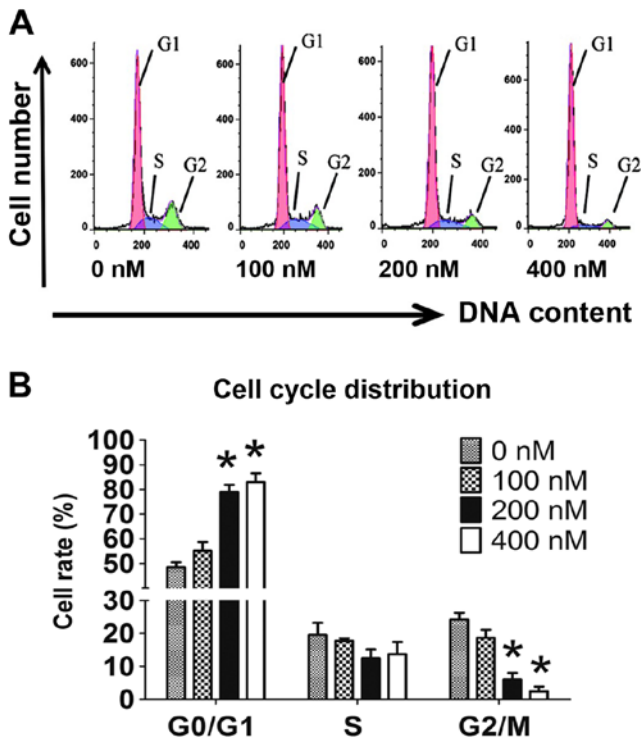 A
Cell number
600
400
200
0
G1
S
G2
0 200 400
0 nM
600
400
200
0
G1
S
G2
0 200 400
100 nM
600
400
200
0
G1
S
G2
0 200 400
200 nM
600
400
200
0
G1
S
G2
0 200 400
400 nM
DNA content
B
Cell cycle distribution
Cell rate (%)
100
90
80
70
60
50
30
20
10
0
* *
* *
0 nM
100 nM
200 nM
400 nM
G0/G1 S G2/M